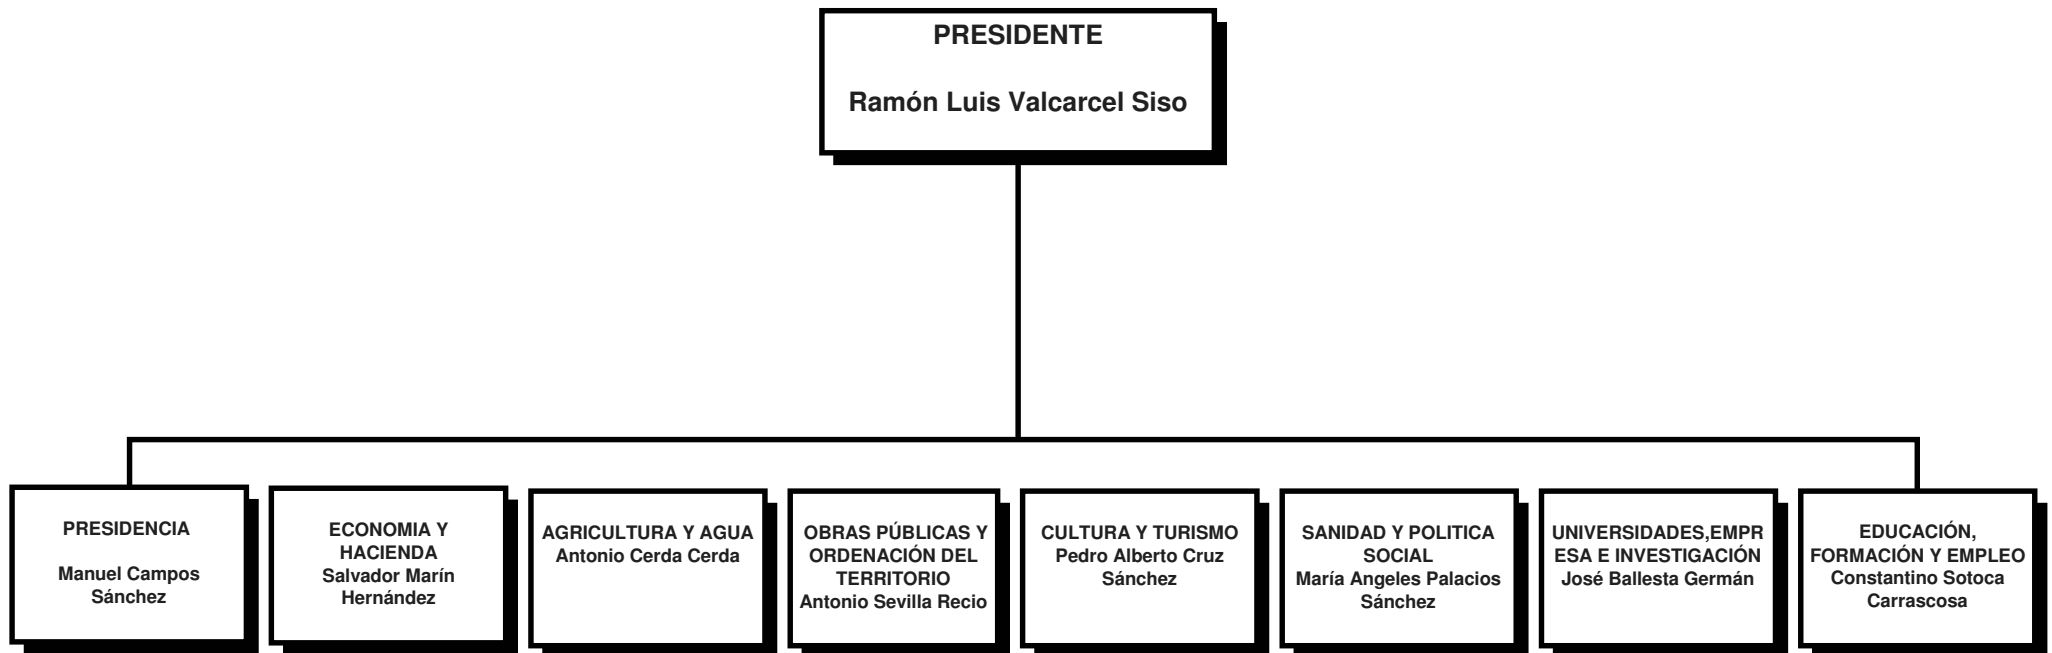 PRESIDENTE
Ramón Luis Valcarcel Siso
PRESIDENCIA
Manuel Campos
Sánchez
ECONOMIA Y
HACIENDA
Salvador Marín
Hernández
AGRICULTURA Y AGUA
Antonio Cerda Cerda
OBRAS PÚBLICAS Y
ORDENACIÓN DEL
TERRITORIO
Antonio Sevilla Recio
CULTURA Y TURISMO
Pedro Alberto Cruz
Sánchez
SANIDAD Y POLITICA
SOCIAL
María Angeles Palacios
Sánchez
UNIVERSIDADES,EMPR
ESA E INVESTIGACIÓN
José Ballesta Germán
EDUCACIÓN,
FORMACIÓN Y EMPLEO
Constantino Sotoca
Carrascosa